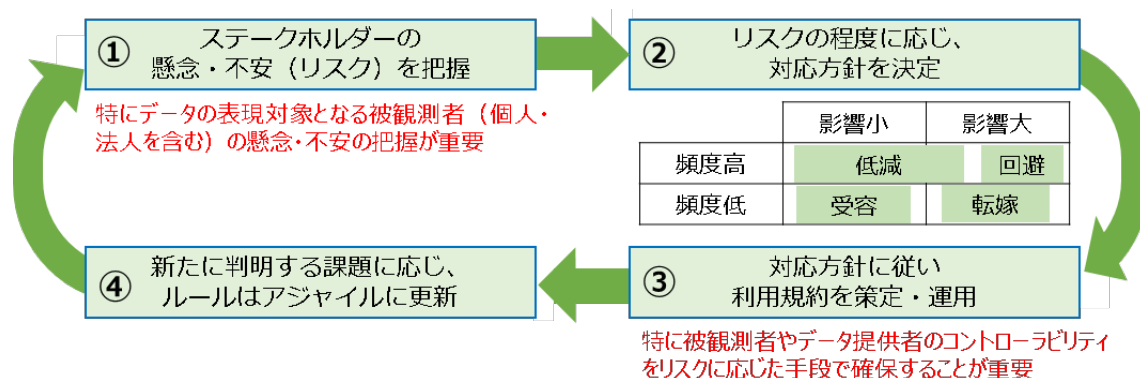 ①
ステークホルダーの
懸念・不安（リスク）を把握
特にデータの表現対象となる被観測者（個人・
法人を含む）の懸念・不安の把握が重要
②
リスクの程度に応じ、
対応方針を決定
影響小 影響大
頻度高 低減 回避
頻度低 受容 転嫁
③
対応方針に従い
利用規約を策定・運用
特に被観測者やデータ提供者のコントローラビリティ
をリスクに応じた手段で確保することが重要
④
新たに判明する課題に応じ、
ルールはアジャイルに更新